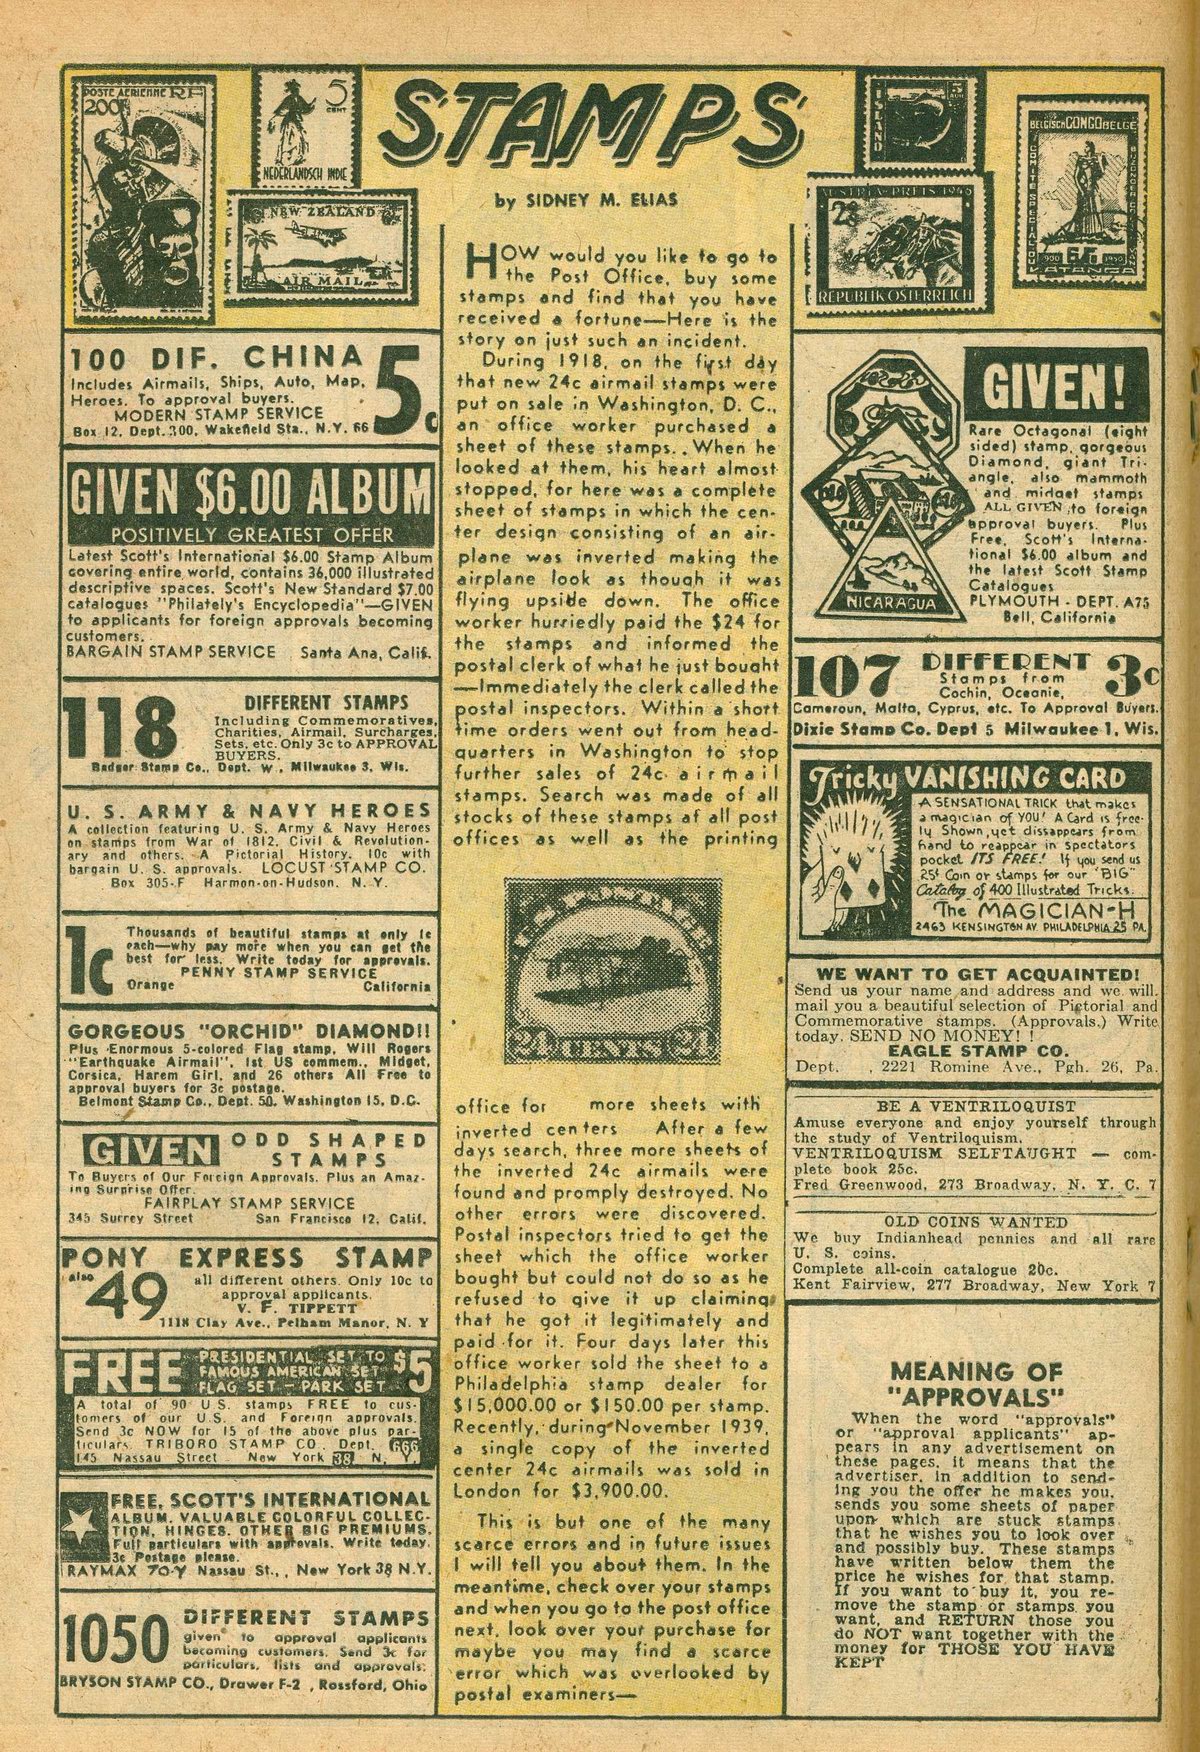 POSTE AERIENNE RF
200F
5
CENT
NEDERLANDSCH INDIE
NEW ZEALAND
AIR MAIL
STAMPS
by SIDNEY M. ELIAS
ISLAND
5
AUSTRIA-PREIS 1946
REPUBLIK OSTERREICH
BELGISCH CONGO BELGE
KATANGA
100 DIF. CHINA 5c
Includes Airmails, Ships, Auto, Map,
Heroes. To approval buyers.
MODERN STAMP SERVICE
Box 12, Dept. 300, Wakefield Sta., N.Y. 66
GIVEN $6.00 ALBUM
POSITIVELY GREATEST OFFER
Latest Scott's International $6.00 Stamp Album
covering entire world, contains 36,000 illustrated
descriptive spaces. Scott's New Standard $7.00
catalogues "Philately's Encyclopedia"—GIVEN
to applicants for foreign approvals becoming
customers.
BARGAIN STAMP SERVICE Santa Ana, Calif.
118 DIFFERENT STAMPS
Including Commemoratives,
Charities, Airmail, Surcharges,
Sets, etc. Only 3c to APPROVAL
BUYERS.
Badger Stamp Co., Dept. W, Milwaukee 3, Wis.
U. S. ARMY & NAVY HEROES
A collection featuring U. S. Army & Navy Heroes
on stamps from War of 1812, Civil & Revolution-
ary and others. A Pictorial History. 10c with
bargain U. S. approvals. LOCUST STAMP CO.
Box 305-F Harmon-on-Hudson, N. Y.
1c Thousands of beautiful stamps at only 1c
each—why pay more when you can get the
best for less. Write today for approvals.
PENNY STAMP SERVICE
Orange California
GORGEOUS "ORCHID" DIAMOND!!
Plus Enormous 5-colored Flag stamp, Will Rogers
"Earthquake Airmail", 1st US commem., Midget,
Corsica, Harem Girl, and 26 others All Free to
approval buyers for 3c postage.
Belmont Stamp Co., Dept. 50, Washington 15, D.C.
GIVEN ODD SHAPED
STAMPS
To Buyers of Our Foreign Approvals. Plus an Amaz-
ing Surprise Offer.
FAIRPLAY STAMP SERVICE
345 Surrey Street San Francisco 12, Calif.
PONY EXPRESS STAMP
also 49 all different others. Only 10c to
approval applicants.
V. F. TIPPETT
1118 Clay Ave., Pelham Manor, N. Y
FREE PRESIDENTIAL SET TO $5
FAMOUS AMERICAN SET
FLAG SET - PARK SET
A total of 90 U.S. stamps FREE to cus-
tomers of our U.S. and Foreign approvals.
Send 3c NOW for 15 of the above plus par-
ticulars. TRIBORO STAMP CO., Dept. 666
145 Nassau Street New York 38 N. Y.
FREE, SCOTT'S INTERNATIONAL
ALBUM. VALUABLE COLORFUL COLLEC-
TION, HINGES. OTHER BIG PREMIUMS.
Full particulars with approvals. Write today.
3c Postage please.
RAYMAX 70-Y Nassau St., , New York 38 N.Y.
1050 DIFFERENT STAMPS
given to approval applicants
becoming customers. Send 3c for
particulars, lists and approvals.
BRYSON STAMP CO., Drawer F-2 , Rossford, Ohio
HOW would you like to go to
the Post Office, buy some
stamps and find that you have
received a fortune—Here is the
story on just such an incident.
During 1918, on the first day
that new 24c airmail stamps were
put on sale in Washington, D. C.,
an office worker purchased a
sheet of these stamps.. When he
looked at them, his heart almost
stopped, for here was a complete
sheet of stamps in which the cen-
ter design consisting of an air-
plane was inverted making the
airplane look as though it was
flying upside down. The office
worker hurriedly paid the $24 for
the stamps and informed the
postal clerk of what he just bought
—Immediately the clerk called the
postal inspectors. Within a short
time orders went out from head-
quarters in Washington to stop
further sales of 24c airmail
stamps. Search was made of all
stocks of these stamps af all post
offices as well as the printing
U.S. POSTAGE
24 CENTS 24
office for more sheets with
inverted centers After a few
days search, three more sheets of
the inverted 24c airmails were
found and promply destroyed. No
other errors were discovered.
Postal inspectors tried to get the
sheet which the office worker
bought but could not do so as he
refused to give it up claiming
that he got it legitimately and
paid for it. Four days later this
office worker sold the sheet to a
Philadelphia stamp dealer for
$15,000.00 or $150.00 per stamp.
Recently, during November 1939,
a single copy of the inverted
center 24c airmails was sold in
London for $3,900.00.
This is but one of the many
scarce errors and in future issues
I will tell you about them. In the
meantime, check over your stamps
and when you go to the post office
next, look over your purchase for
maybe you may find a scarce
error which was overlooked by
postal examiners—
NICARAGUA
GIVEN!
Rare Octagonal (eight
sided) stamp, gorgeous
Diamond, giant Tri-
angle, also mammoth
and midget stamps
ALL GIVEN to foreign
approval buyers. Plus
Free, Scott's Interna-
tional $6.00 album and
the latest Scott Stamp
Catalogues
PLYMOUTH - DEPT. A75
Bell, California
107 DIFFERENT 3c
Stamps from
Cochin, Oceanie,
Cameroun, Malta, Cyprus, etc. To Approval Buyers.
Dixie Stamp Co. Dept 5 Milwaukee 1, Wis.
Tricky VANISHING CARD
A SENSATIONAL TRICK that makes
a magician of YOU! A Card is free-
ly Shown, yet dissappears from
hand to reappear in spectators
pocket ITS FREE! If you send us
25¢ Coin or stamps for our "BIG"
Catalog of 400 Illustrated Tricks.
The MAGICIAN-H
2463 KENSINGTON AV. PHILADELPHIA 25 PA.
WE WANT TO GET ACQUAINTED!
Send us your name and address and we will
mail you a beautiful selection of Pictorial and
Commemorative stamps. (Approvals.) Write
today. SEND NO MONEY! !
EAGLE STAMP CO.
Dept. , 2221 Romine Ave., Pgh. 26, Pa.
BE A VENTRILOQUIST
Amuse everyone and enjoy yourself through
the study of Ventriloquism.
VENTRILOQUISM SELFTAUGHT — com-
plete book 25c.
Fred Greenwood, 273 Broadway, N. Y. C. 7
OLD COINS WANTED
We buy Indianhead pennies and all rare
U. S. coins.
Complete all-coin catalogue 20c.
Kent Fairview, 277 Broadway, New York 7
MEANING OF
"APPROVALS"
When the word "approvals"
or "approval applicants" ap-
pears in any advertisement on
these pages, it means that the
advertiser, in addition to send-
ing you the offer he makes you,
sends you some sheets of paper
upon which are stuck stamps
that he wishes you to look over
and possibly buy. These stamps
have written below them the
price he wishes for that stamp.
If you want to buy it, you re-
move the stamp or stamps you
want, and RETURN those you
do NOT want together with the
money for THOSE YOU HAVE
KEPT